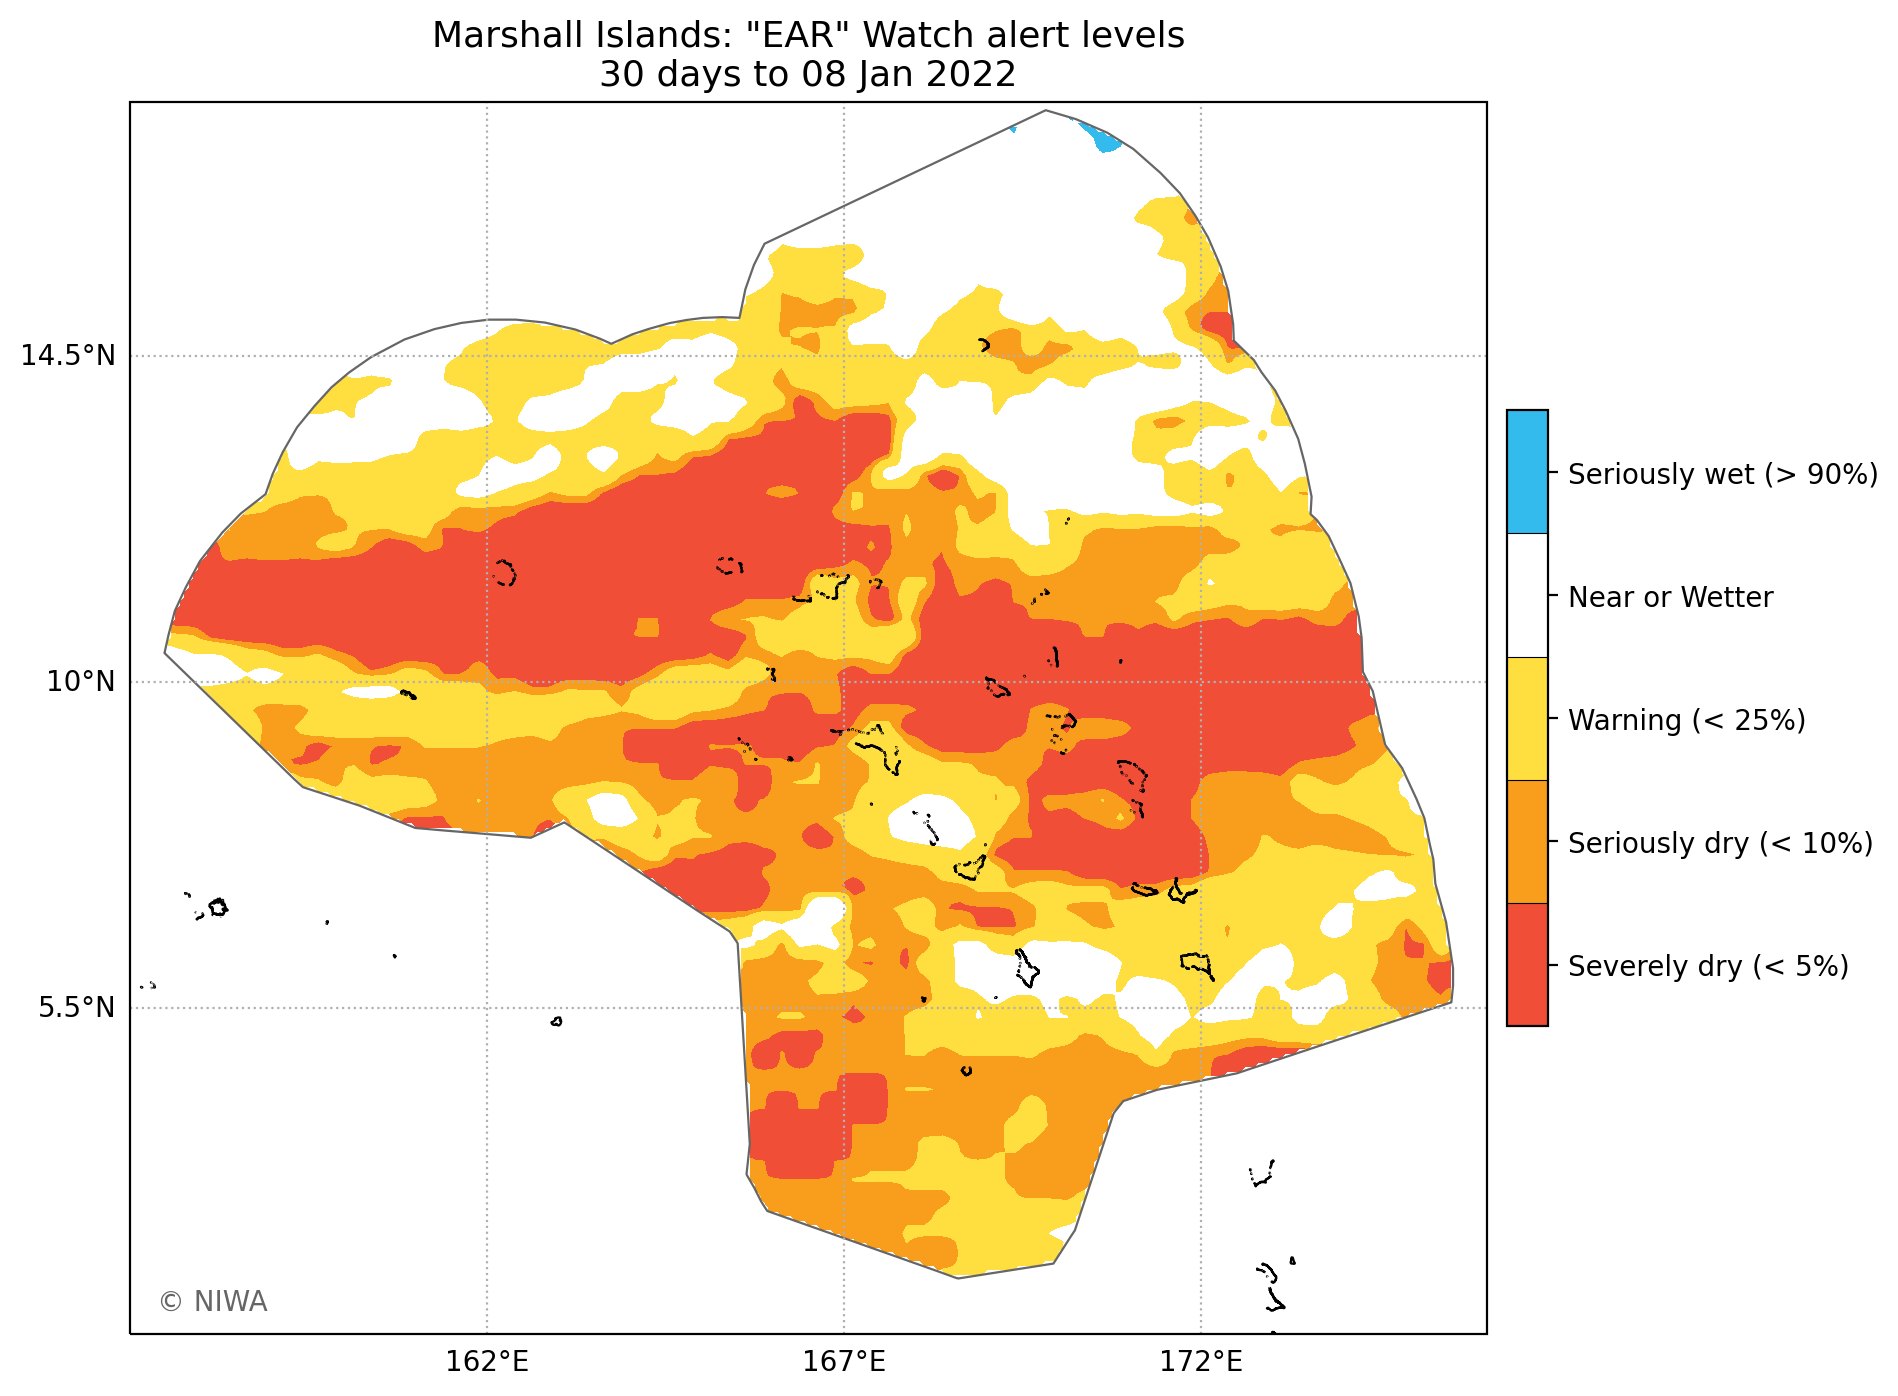 Marshall Islands: "EAR" Watch alert levels
30 days to 08 Jan 2022
14.5°N
10°N
5.5°N
162°E
167°E
172°E
Seriously wet (> 90%)
Near or Wetter
Warning (< 25%)
Seriously dry (< 10%)
Severely dry (< 5%)
© NIWA